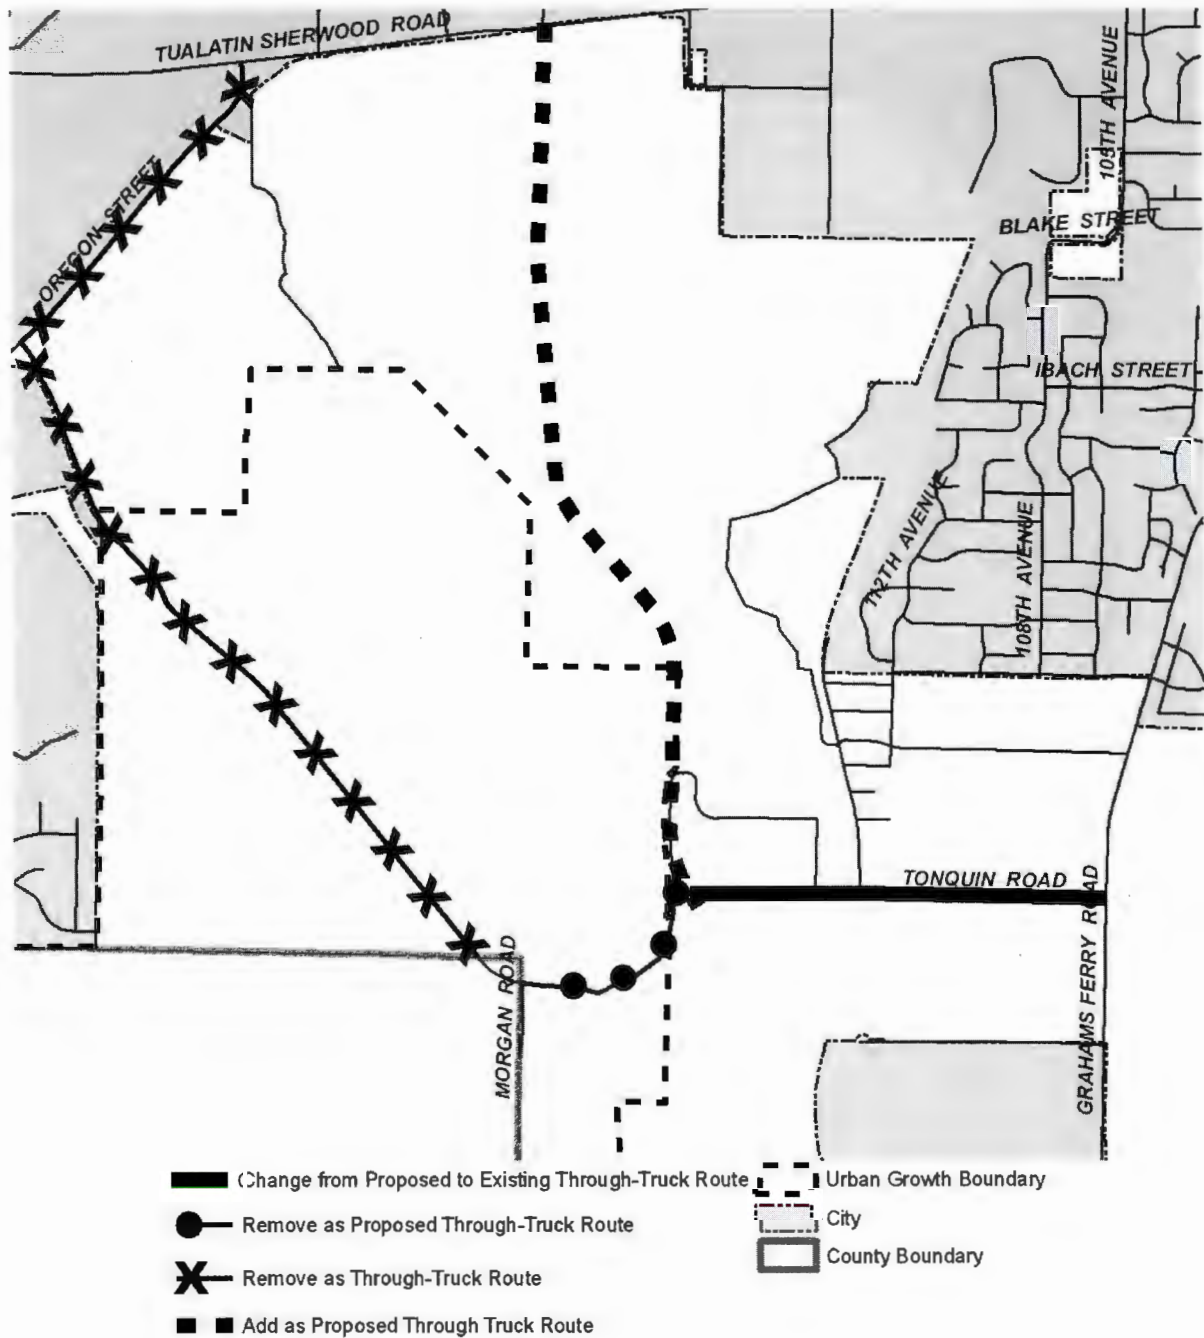 TUALATIN SHERWOOD ROAD
OREGON STREET
105TH AVENUE
BLAKE STREET
IBACH STREET
112TH AVENUE
108TH AVENUE
TONQUIN ROAD
GRAHAMS FERRY ROAD
MORGAN ROAD
Change from Proposed to Existing Through-Truck Route
Remove as Proposed Through-Truck Route
Remove as Through-Truck Route
Add as Proposed Through Truck Route
Urban Growth Boundary
City
County Boundary